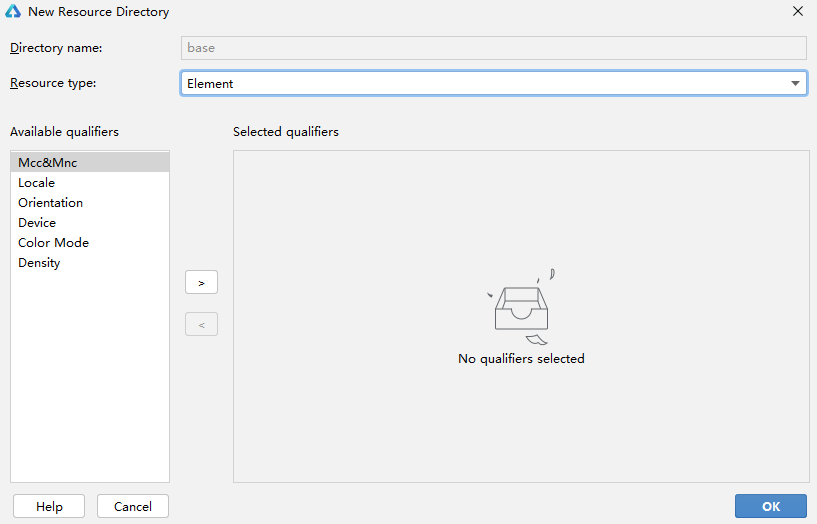 New Resource Directory
Directory name:
base
Resource type:
Element
Available qualifiers
Selected qualifiers
Mcc&Mnc
Locale
Orientation
Device
Color Mode
Density
>
<
No qualifiers selected
Help
Cancel
OK